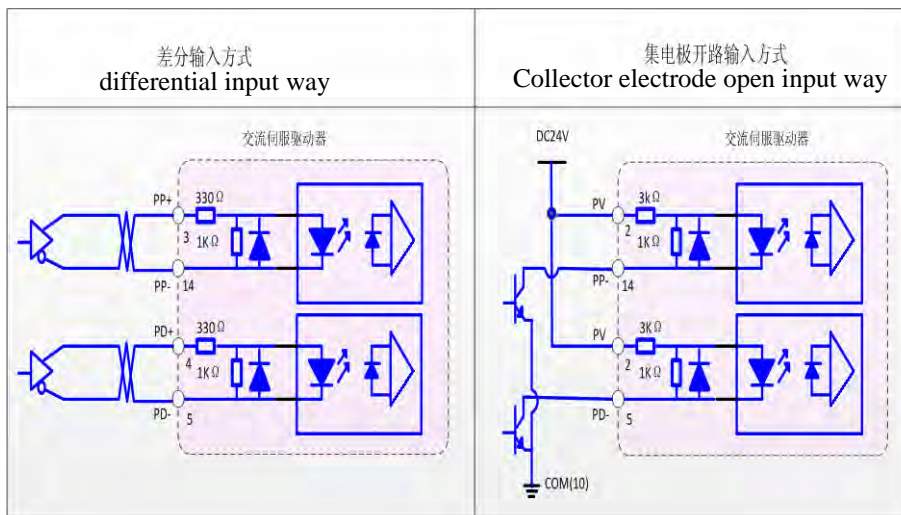 差分输入方式
differential input way
集电极开路输入方式
Collector electrode open input way
交流伺服驱动器
PP+
330Ω
3
1KΩ
14
PP-
PD+
330Ω
4
1KΩ
5
PD-
DC24V
交流伺服驱动器
PV
3kΩ
2
1KΩ
14
PP-
PV
3KΩ
2
1KΩ
5
PD-
COM(10)